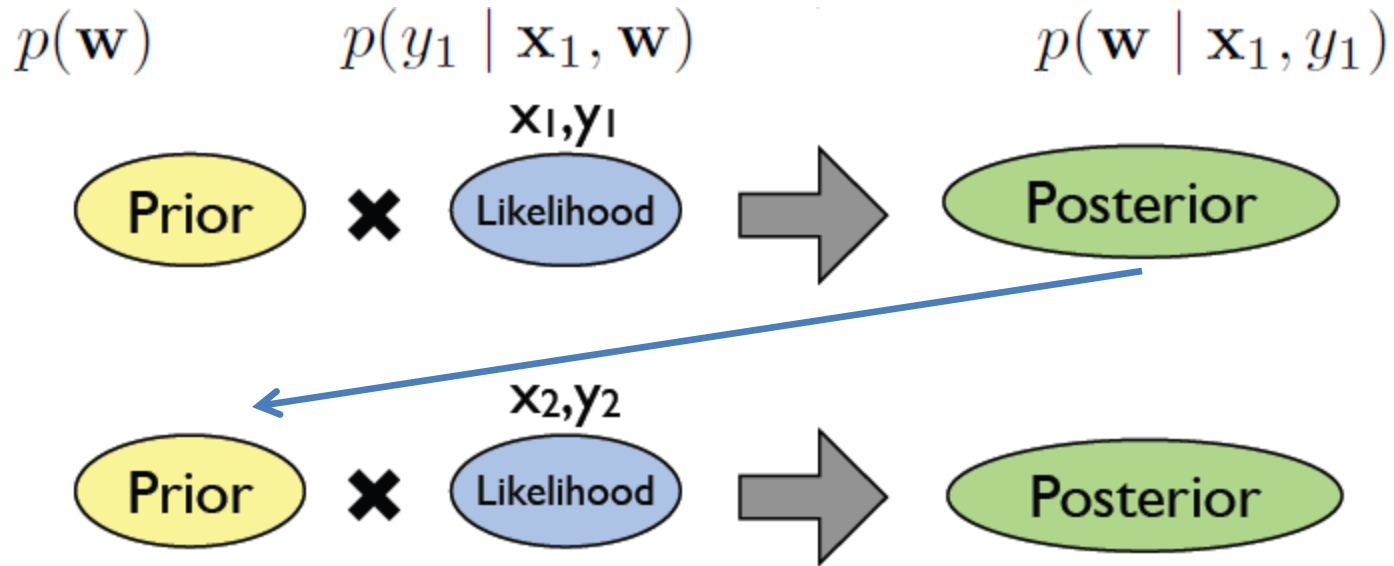 p(w) p(y₁ | x₁, w) p(w | x₁, y₁)
x₁,y₁
Prior × Likelihood Posterior
x₂,y₂
Prior × Likelihood Posterior